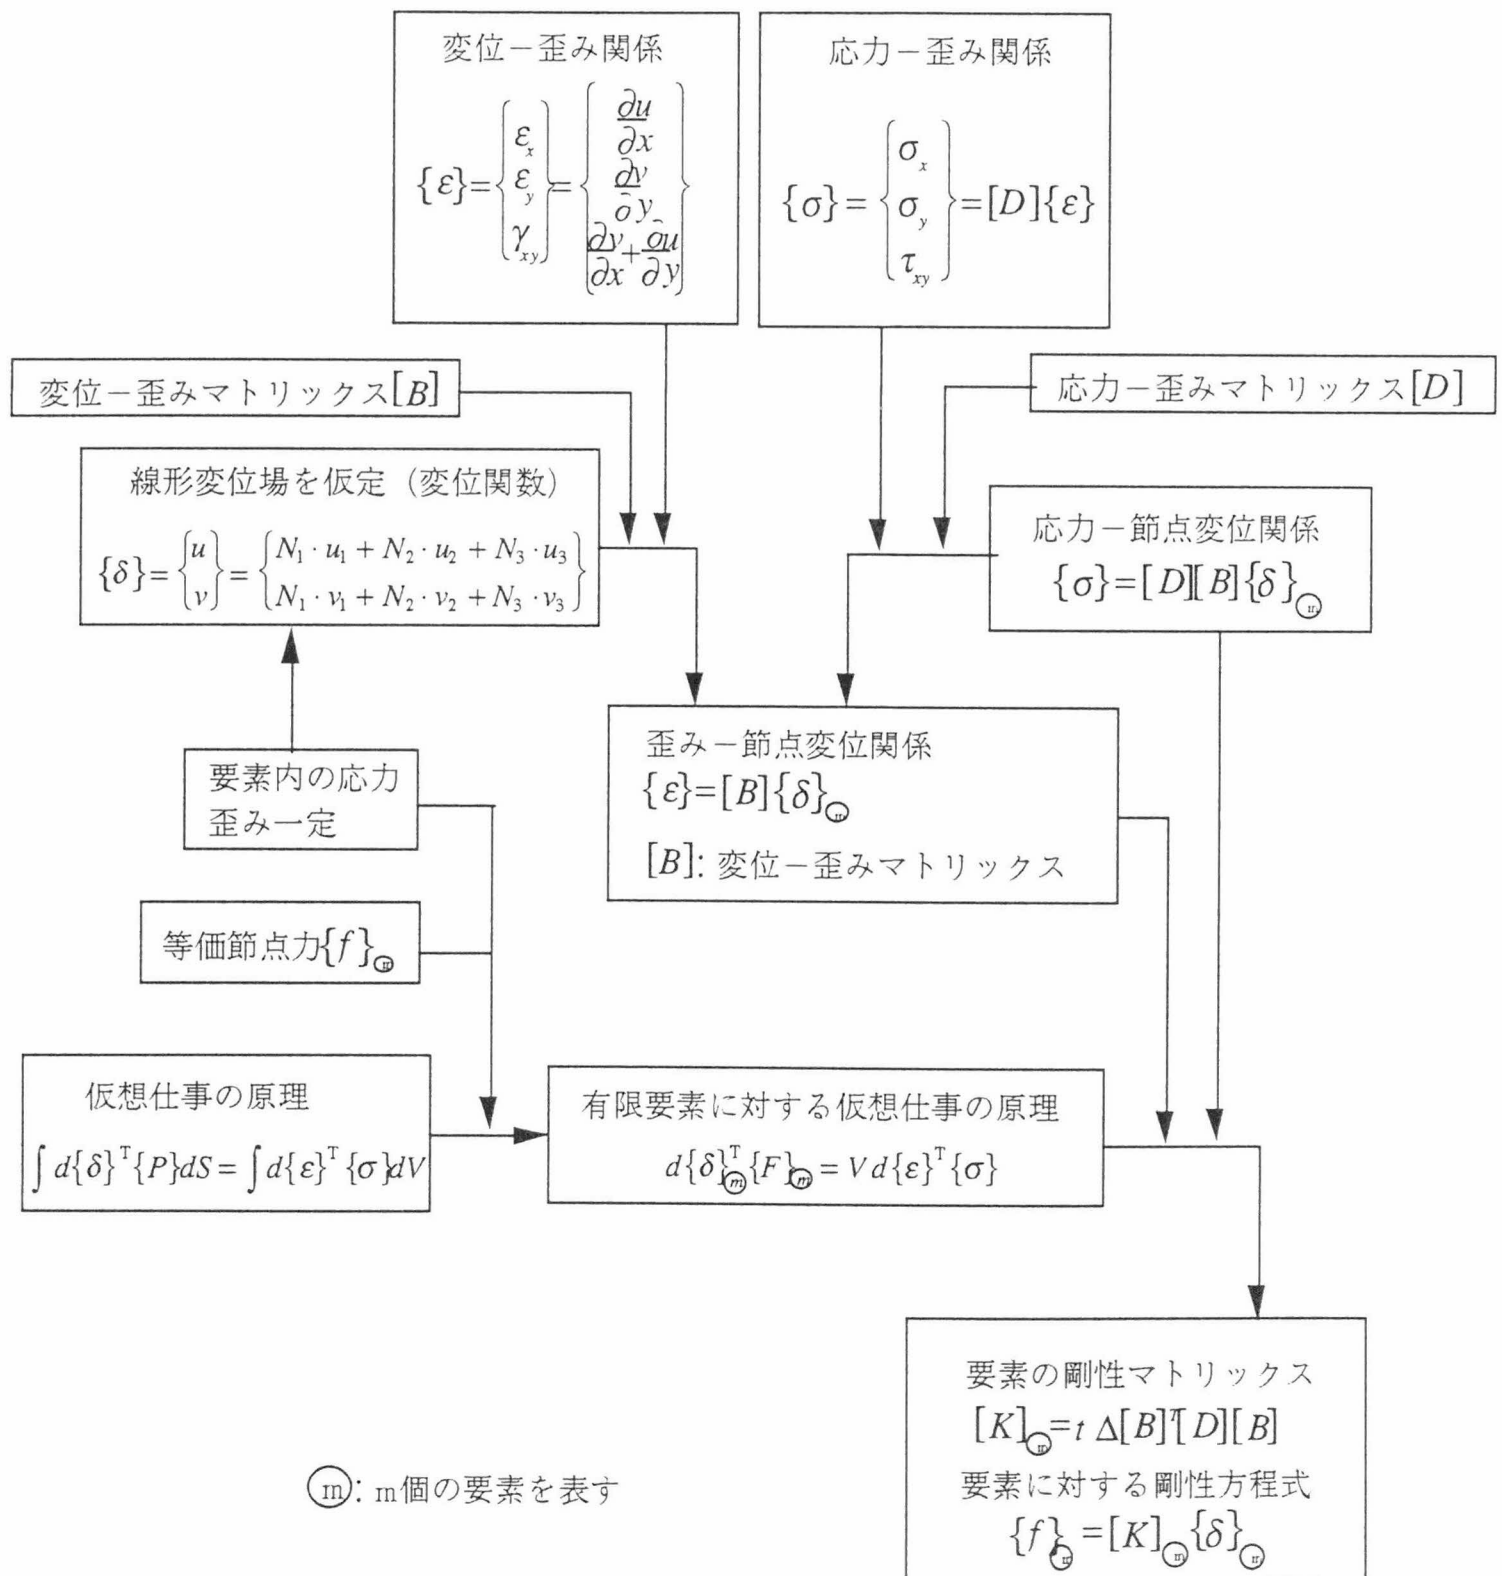 変位－歪み関係
{ε}={ε_x ε_y γ_xy}={∂u/∂x ∂v/∂y ∂v/∂x+∂u/∂y}
応力－歪み関係
{σ}={σ_x σ_y τ_xy}=[D]{ε}
変位－歪みマトリックス[B]
応力－歪みマトリックス[D]
線形変位場を仮定（変位関数）
{δ}={u v}={N₁・u₁+N₂・u₂+N₃・u₃ N₁・v₁+N₂・v₂+N₃・v₃}
応力－節点変位関係
{σ}=[D][B]{δ}ⓜ
歪み－節点変位関係
{ε}=[B]{δ}ⓜ
[B]: 変位－歪みマトリックス
要素内の応力
歪み一定
等価節点力{f}ⓜ
仮想仕事の原理
∫d{δ}ᵀ{P}dS=∫d{ε}ᵀ{σ}dV
有限要素に対する仮想仕事の原理
d{δ}ᵀⓜ{F}ⓜ=Vd{ε}ᵀ{σ}
要素の剛性マトリックス
[K]ⓜ=tΔ[B]ᵀ[D][B]
要素に対する剛性方程式
{f}ⓜ=[K]ⓜ{δ}ⓜ
ⓜ: m個の要素を表す